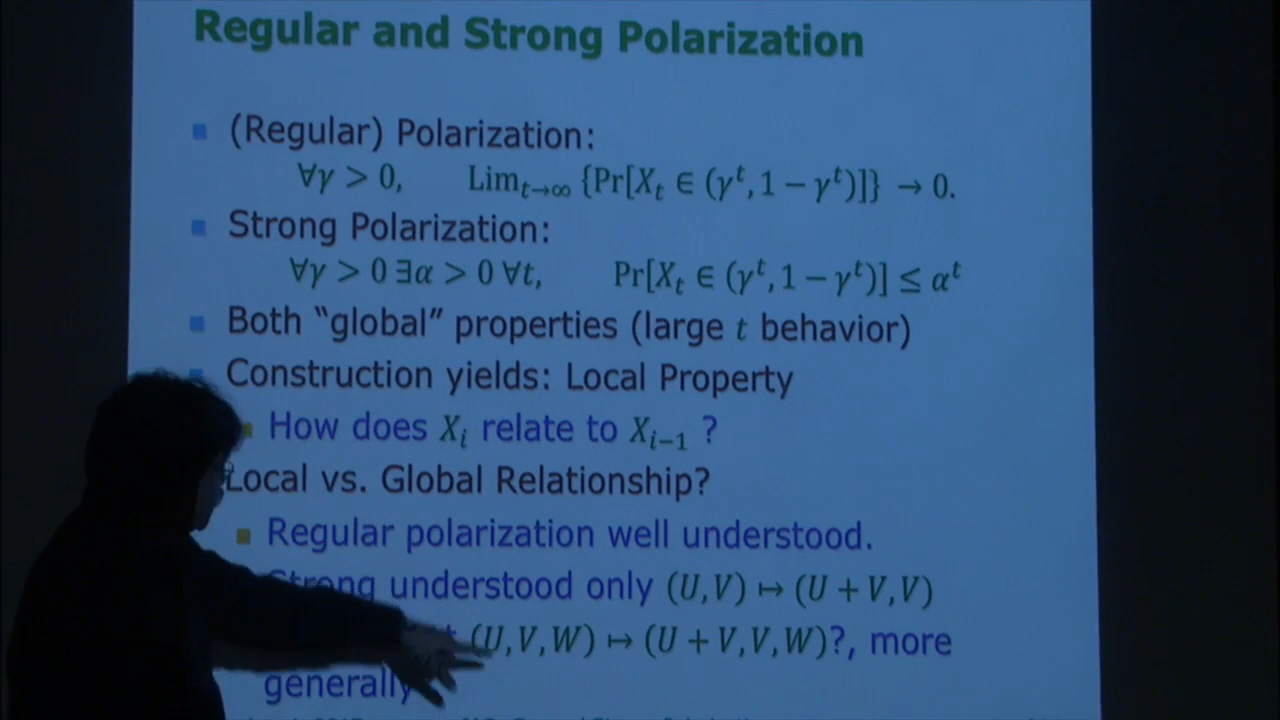 Regular and Strong Polarization
(Regular) Polarization:
∀γ > 0, Lim_{t→∞} {Pr[X_t ∈ (γ^t, 1 − γ^t)]} → 0.
Strong Polarization:
∀γ > 0 ∃α > 0 ∀t, Pr[X_t ∈ (γ^t, 1 − γ^t)] ≤ α^t
Both “global” properties (large t behavior)
Construction yields: Local Property
How does X_i relate to X_{i−1} ?
Local vs. Global Relationship?
Regular polarization well understood.
Strong understood only (U, V) ↦ (U + V, V)
(U, V, W) ↦ (U + V, V, W)?, more
generally